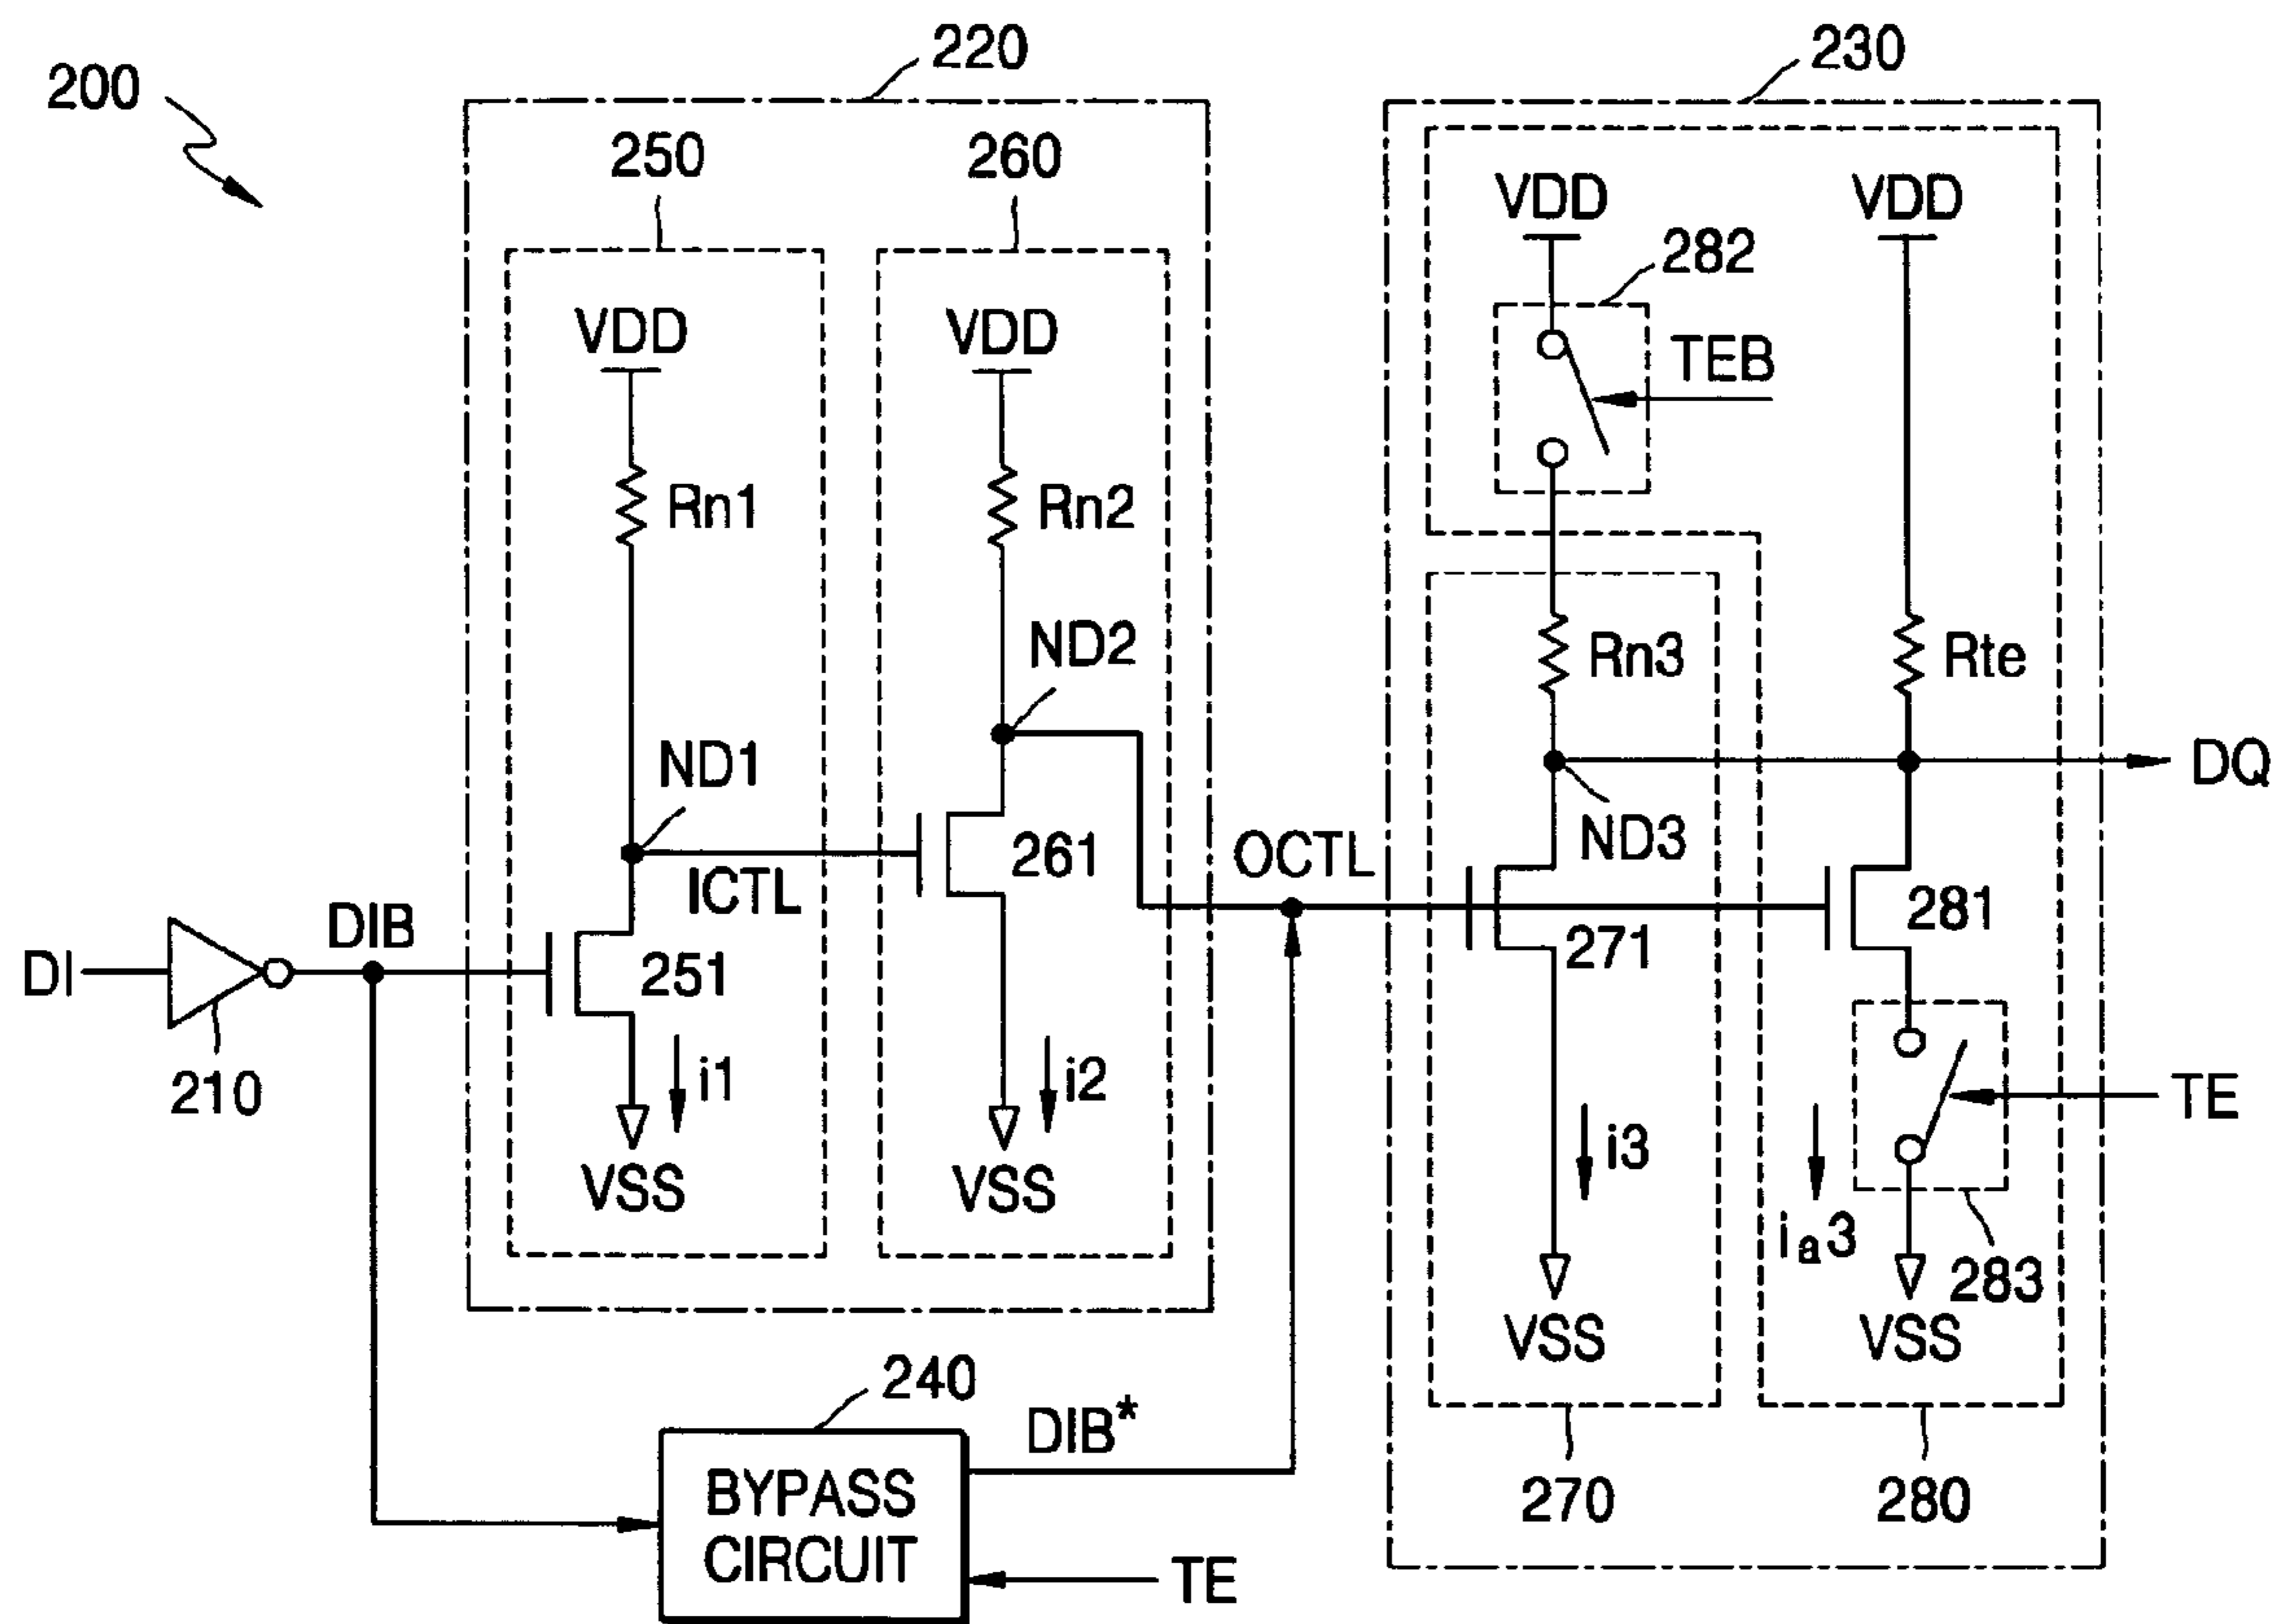 200
220
230
250
260
VDD
VDD
282
VDD
VDD
TEB
Rn1
Rn2
ND2
Rn3
Rte
ND1
DQ
ND3
ICTL
261
OCTL
281
DI
DIB
251
271
210
i1
i2
i3
ia3
TE
VSS
VSS
283
VSS
VSS
240
DIB*
BYPASS
CIRCUIT
TE
270
280